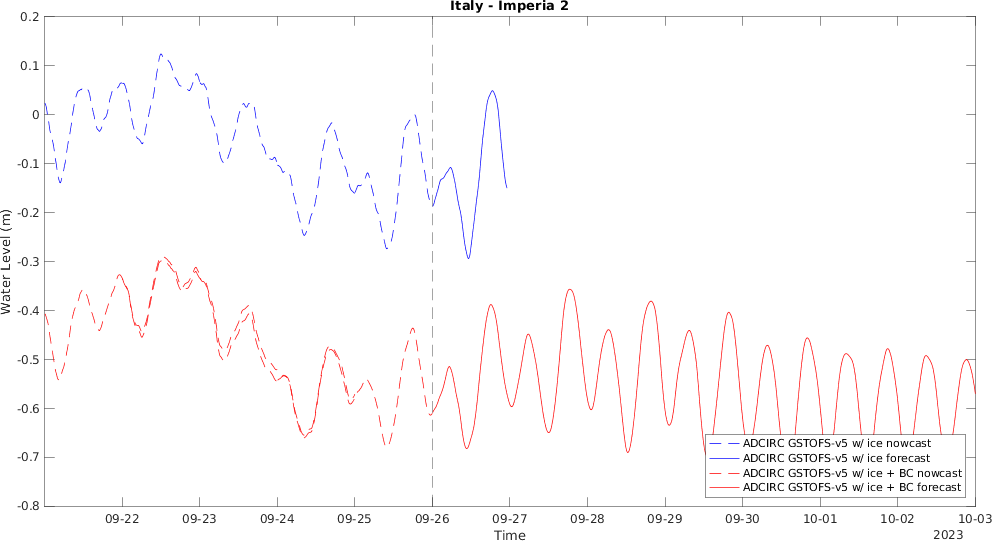 Italy - Imperia 2
0.2
0.1
0
-0.1
-0.2
-0.3
-0.4
-0.5
-0.6
-0.7
-0.8
Water Level (m)
ADCIRC GSTOFS-v5 w/ ice nowcast
ADCIRC GSTOFS-v5 w/ ice forecast
ADCIRC GSTOFS-v5 w/ ice + BC nowcast
ADCIRC GSTOFS-v5 w/ ice + BC forecast
09-22 09-23 09-24 09-25 09-26 09-27 09-28 09-29 09-30 10-01 10-02 10-03
Time
2023